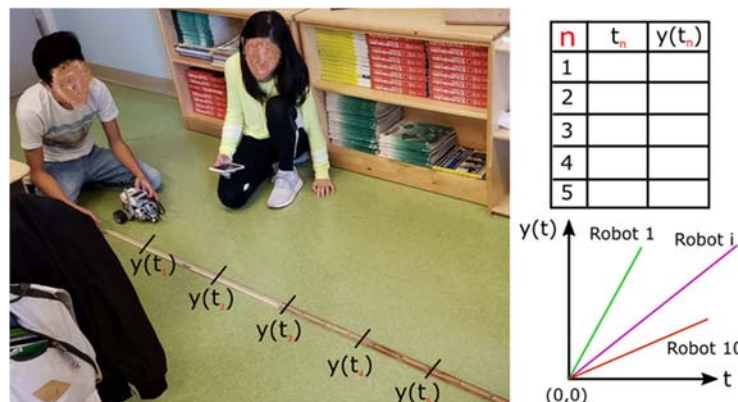 y(t₁)
y(t₂)
y(t₃)
y(t₄)
y(t₅)
n tₙ y(tₙ)
1
2
3
4
5
y(t)
Robot 1
Robot i
Robot 10
t
(0,0)